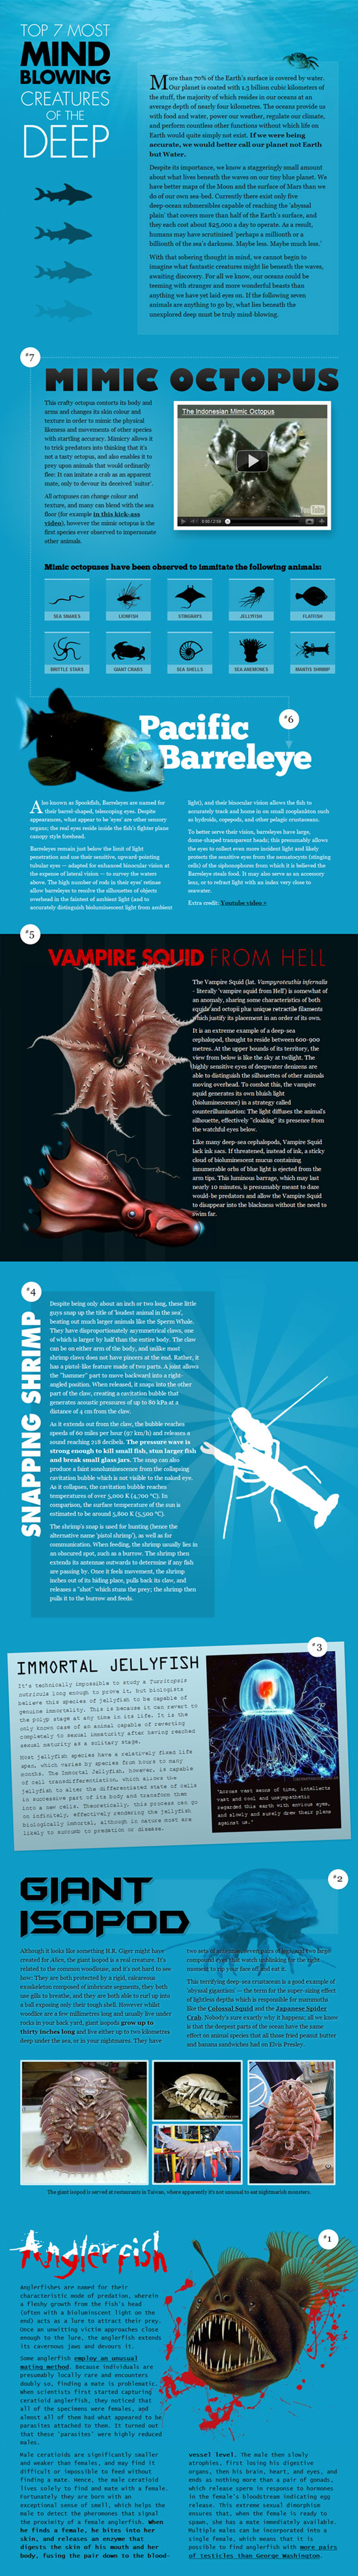 TOP 7 MOST
MIND
BLOWING
CREATURES
OF THE
DEEP
More than 70% of the Earth's surface is covered by water.
Our planet is coated with 1.3 billion cubic kilometers of
the stuff, the majority of which resides in our oceans at an
average depth of nearly four kilometres. The oceans provide us
with food and water, power our weather, regulate our climate,
and perform countless other functions without which life on
Earth would quite simply not exist. If we were being
accurate, we would better call our planet not Earth
but Water.
Despite its importance, we know a staggeringly small amount
about what lives beneath the waves on our tiny blue planet. We
have better maps of the Moon and the surface of Mars than we
do of our own sea-bed. Currently there exist only five
deep-ocean submersibles capable of reaching the 'abyssal
plain' that covers more than half of the Earth's surface, and
they each cost about $25,000 a day to operate. As a result,
humans may have scrutinised 'perhaps a millionth or a
billionth of the sea's darkness. Maybe less. Maybe less.'
With that sobering thought in mind, we cannot begin to
imagine what fantastic creatures might lie beneath the waves,
awaiting discovery. For all we know, our oceans could be
teeming with stranger and more wonderful beasts than
anything we have yet laid eyes on. If the following seven
animals are anything to go by, what lies beneath the
unexplored deep must be truly mind-blowing.
#7
MIMIC OCTOPUS
This crafty octopus contorts its body and
arms and changes its skin colour and
texture in order to mimic the physical
likeness and movements of other species
with startling accuracy. Mimicry allows it
to trick predators into thinking that it's
not a tasty octopus, and also enables it to
prey upon animals that would ordinarily
flee: It can imitate a crab as an apparent
mate, only to devour its deceived 'suitor'.
All octopuses can change colour and
texture, and many can blend with the sea
floor (for example in this kick-ass
video), however the mimic octopus is the
first species ever observed to impersonate
other animals.
The Indonesian Mimic Octopus
YouTube
Mimic octopuses have been observed to immitate the following animals:
SEA SNAKES
LIONFISH
STINGRAYS
JELLYFISH
FLATFISH
BRITTLE STARS
GIANT CRABS
SEA SHELLS
SEA ANEMONES
MANTIS SHRIMP
#6
Pacific
Barreleye
Also known as Spookfish, Barreleyes are named for
their barrel-shaped, telescoping eyes. Despite
appearances, what appear to be 'eyes' are other sensory
organs; the real eyes reside inside the fish's fighter plane
canopy style forehead.
Barreleyes remain just below the limit of light
penetration and use their sensitive, upward-pointing
tubular eyes — adapted for enhanced binocular vision at
the expense of lateral vision — to survey the waters
above. The high number of rods in their eyes' retinae
allow barreleyes to resolve the silhouettes of objects
overhead in the faintest of ambient light (and to
accurately distinguish bioluminescent light from ambient
light), and their binocular vision allows the fish to
accurately track and home in on small zooplankton such
as hydroids, copepods, and other pelagic crustaceans.
To better serve their vision, barreleyes have large,
dome-shaped transparent heads; this presumably allows
the eyes to collect even more incident light and likely
protects the sensitive eyes from the nematocysts (stinging
cells) of the siphonophores from which it is believed the
Barreleye steals food. It may also serve as an accessory
lens, or to refract light with an index very close to
seawater.
Extra credit: Youtube video »
#5
VAMPIRE SQUID FROM HELL
The Vampire Squid (lat. Vampyroteuthis infernalis
- literally 'vampire squid from Hell') is somewhat of
an anomaly, sharing some characteristics of both
squid and octopi plus unique retractile filaments
which justify its placement in an order of its own.
It is an extreme example of a deep-sea
cephalopod, thought to reside between 600-900
metres. At the upper bounds of its territory, the
view from below is like the sky at twilight. The
highly sensitive eyes of deepwater denizens are
able to distinguish the silhouettes of other animals
moving overhead. To combat this, the vampire
squid generates its own bluish light
(bioluminescence) in a strategy called
counterillumination: The light diffuses the animal's
silhouette, effectively "cloaking" its presence from
the watchful eyes below.
Like many deep-sea cephalopods, Vampire Squid
lack ink sacs. If threatened, instead of ink, a sticky
cloud of bioluminescent mucus containing
innumerable orbs of blue light is ejected from the
arm tips. This luminous barrage, which may last
nearly 10 minutes, is presumably meant to daze
would-be predators and allow the Vampire Squid
to disappear into the blackness without the need to
swim far.
#4
SNAPPING SHRIMP
Despite being only about an inch or two long, these little
guys snap up the title of 'loudest animal in the sea',
beating out much larger animals like the Sperm Whale.
They have disproportionately asymmetrical claws, one
of which is larger by half than the entire body. The claw
can be on either arm of the body, and unlike most
shrimp claws does not have pincers at the end. Rather, it
has a pistol-like feature made of two parts. A joint allows
the "hammer" part to move backward into a right-
angled position. When released, it snaps into the other
part of the claw, creating a cavitation bubble that
generates acoustic pressures of up to 80 kPa at a
distance of 4 cm from the claw.
As it extends out from the claw, the bubble reaches
speeds of 60 miles per hour (97 km/h) and releases a
sound reaching 218 decibels. The pressure wave is
strong enough to kill small fish, stun larger fish
and break small glass jars. The snap can also
produce a faint sonoluminescence from the collapsing
cavitation bubble which is not visible to the naked eye.
As it collapses, the cavitation bubble reaches
temperatures of over 5,000 K (4,700 °C). In
comparison, the surface temperature of the sun is
estimated to be around 5,800 K (5,500 °C).
The shrimp's snap is used for hunting (hence the
alternative name 'pistol shrimp'), as well as for
communication. When feeding, the shrimp usually lies in
an obscured spot, such as a burrow. The shrimp then
extends its antennae outwards to determine if any fish
are passing by. Once it feels movement, the shrimp
inches out of its hiding place, pulls back its claw, and
releases a "shot" which stuns the prey; the shrimp then
pulls it to the burrow and feeds.
#3
IMMORTAL JELLYFISH
It's technically impossible to study a Turritopsis
nutricula long enough to prove it, but biologists
believe this species of jellyfish to be capable of
genuine immortality. This is because it can revert to
the polyp stage at any time in its life. It is the
only known case of an animal capable of reverting
completely to sexual immaturity after having reached
sexual maturity as a solitary stage.
Most jellyfish species have a relatively fixed life
span, which varies by species from hours to many
months. The Immortal Jellyfish, however, is capable
of cell transdifferentiation, which allows the
jellyfish to alter the differentiated state of cells
in successive part of its body and transform them
into a new cells. Theoretically, this process can go
on infinitely, effectively rendering the jellyfish
biologically immortal, although in nature most are
likely to succumb to predation or disease.
"Across vast seens of time, intellects
vast and cool and unsympathetic
regarded this earth with envious eyes,
and slowly and surely drew their plans
against us."
#2
GIANT
ISOPOD
Although it looks like something H.R. Giger might have
created for Alien, the giant isopod is a real creature. It's
related to the common woodlouse, and it's not hard to see
how: They are both protected by a rigid, calcareous
exoskeleton composed of imbricate segments, they both
use gills to breathe, and they are both able to curl up into
a ball exposing only their tough shell. However whilst
woodlice are a few millimetres long and usually live under
rocks in your back yard, giant isopods grow up to
thirty inches long and live either up to two kilometres
deep under the sea, or in your nightmares. They have
two sets of antennae, seven pairs of legs, and two large
compound eyes that watch unblinking for the right
moment to rip your face off and eat it.
This terrifying deep-sea crustacean is a good example of
'abyssal gigantism' — the term for the super-sizing effect
of lightless depths which is responsible for mammoths
like the Colossal Squid and the Japanese Spider
Crab. Nobody's sure exactly why it happens; all we know
is that the deepest parts of the ocean have the same
effect on animal species that all those fried peanut butter
and banana sandwiches had on Elvis Presley.
The giant isopod is served at restaurants in Taiwan, where apparently it's not unusual to eat nightmarish monsters.
#1
Anglerfish
Anglerfishes are named for their
characteristic mode of predation, wherein
a fleshy growth from the fish's head
(often with a bioluminscent light on the
end) acts as a lure to attract their prey.
Once an unwitting victim approaches close
enough to the lure, the anglerfish extends
its cavernous jaws and devours it.
Some anglerfish employ an unusual
mating method. Because individuals are
presumably locally rare and encounters
doubly so, finding a mate is problematic.
When scientists first started capturing
ceratioid anglerfish, they noticed that
all of the specimens were females, and
almost all of them had what appeared to be
parasites attached to them. It turned out
that these 'parasites' were highly reduced
males.
Male ceratioids are significantly smaller
and weaker than females, and may find it
difficult or impossible to feed without
finding a mate. Hence, the male ceratioid
lives solely to find and mate with a female.
Fortunately they are born with an
exceptional sense of smell, which helps the
male to detect the pheromones that signal
the proximity of a female anglerfish. When
he finds a female, he bites into her
skin, and releases an enzyme that
digests the skin of his mouth and her
body, fusing the pair down to the blood-
vessel level. The male then slowly
atrophies, first losing his digestive
organs, then his brain, heart, and eyes, and
ends as nothing more than a pair of gonads,
which release sperm in response to hormones
in the female's bloodstream indicating egg
release. This extreme sexual dimorphism
ensures that, when the female is ready to
spawn, she has a mate immediately available.
Multiple males can be incorporated into a
single female, which means that it is
possible to find anglerfish with more pairs
of testicles than George Washington.